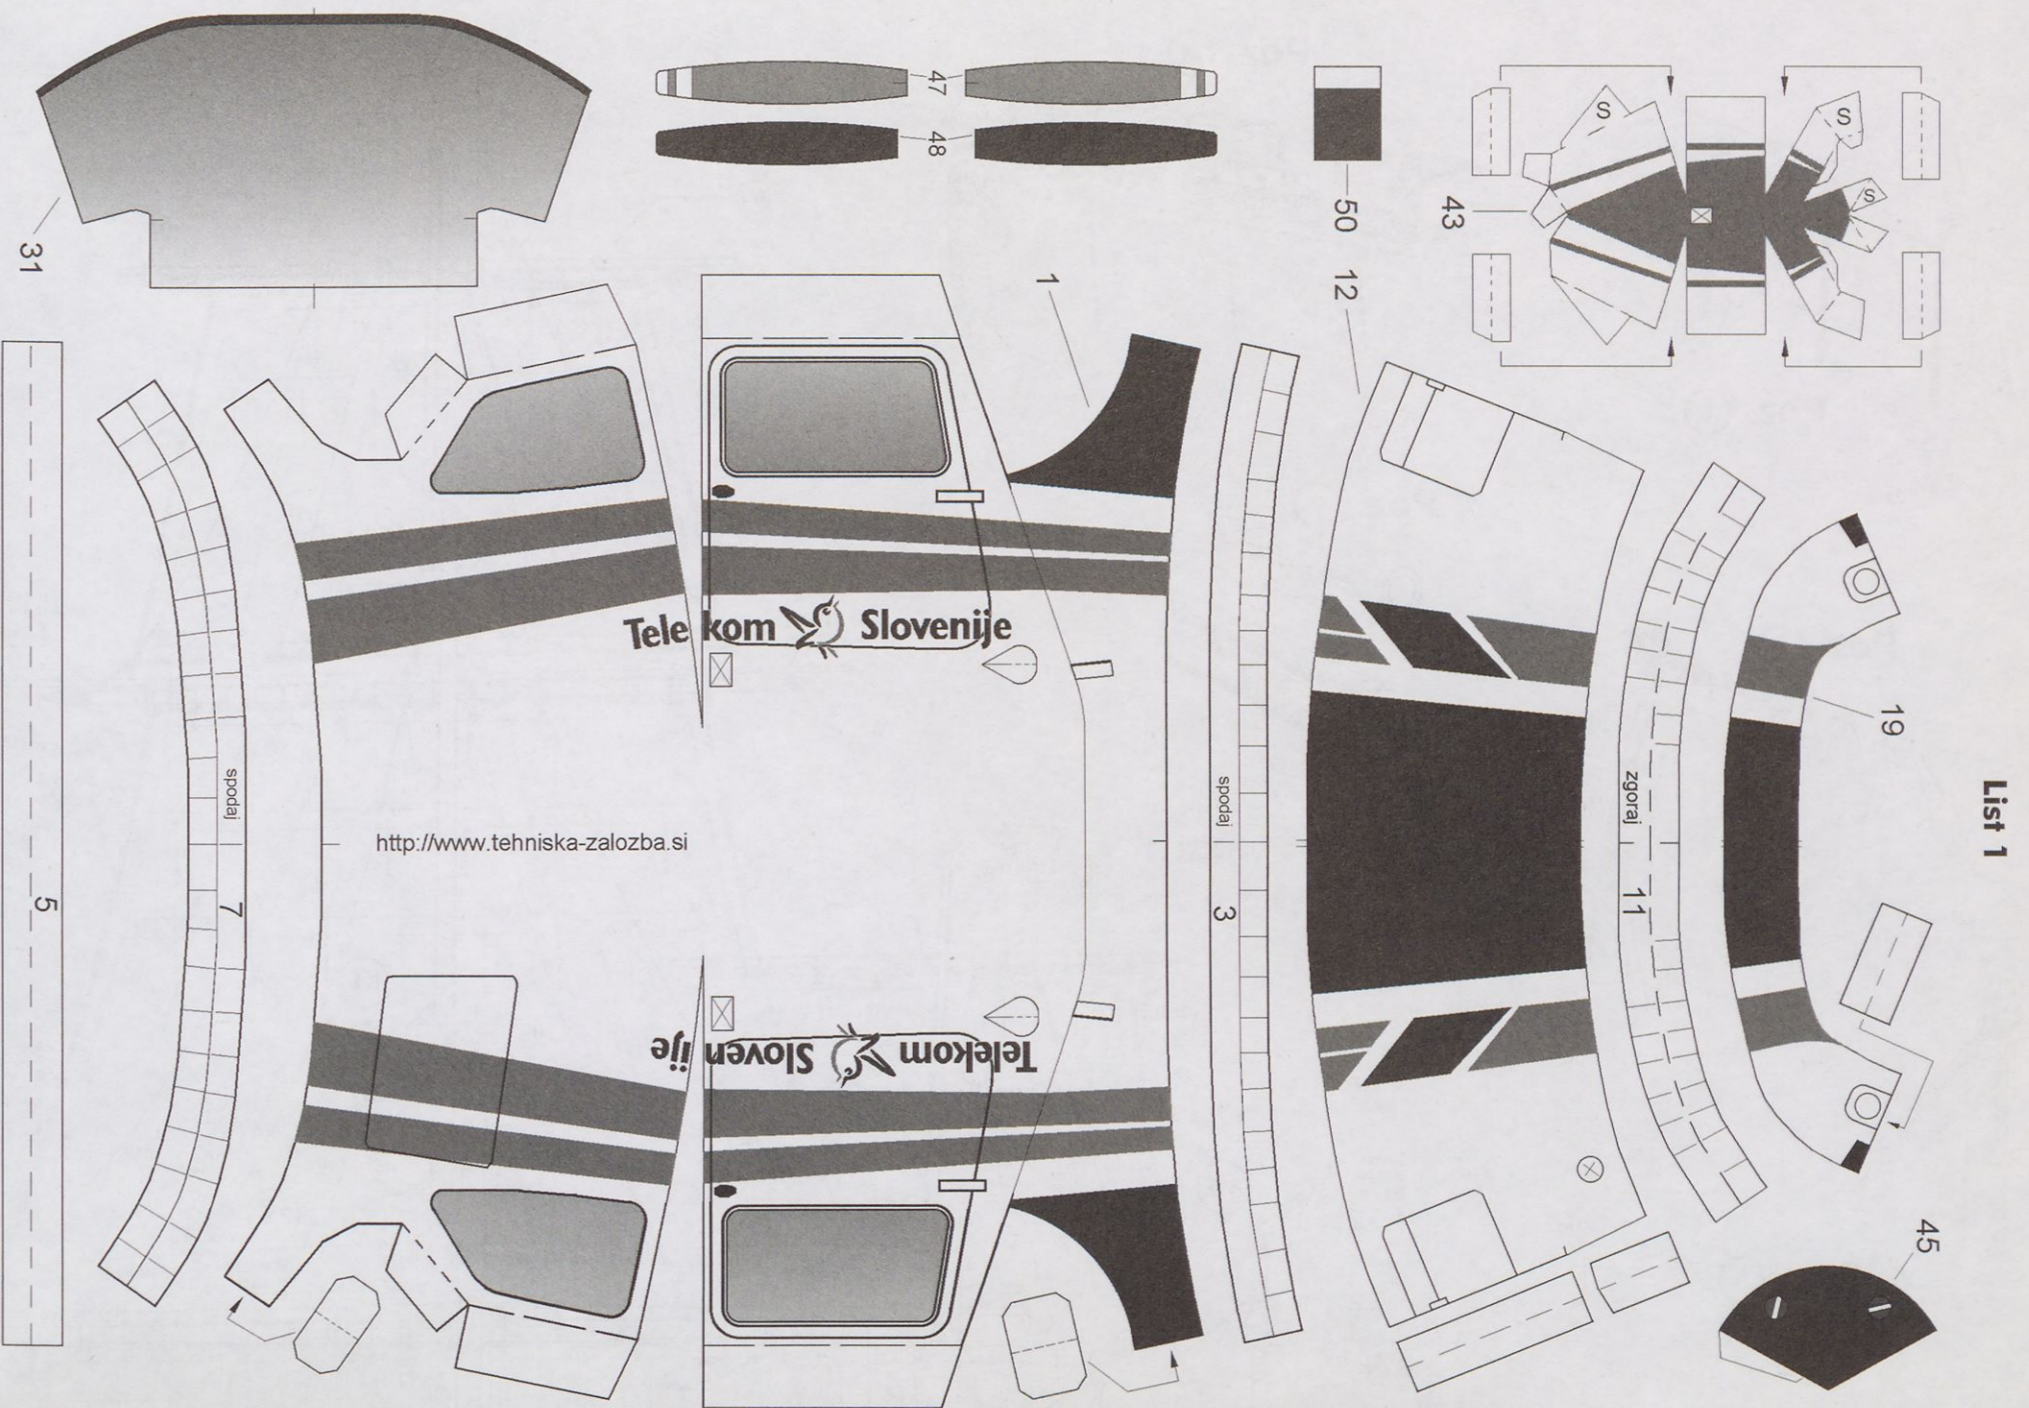 List 1
47
48
50
12
43
S
S
S
31
1
19
Telekom Slovenije
spodaj
7
http://www.tehniska-zalozba.si
spodaj
3
zgoraj
11
5
Telekom Slovenije
45